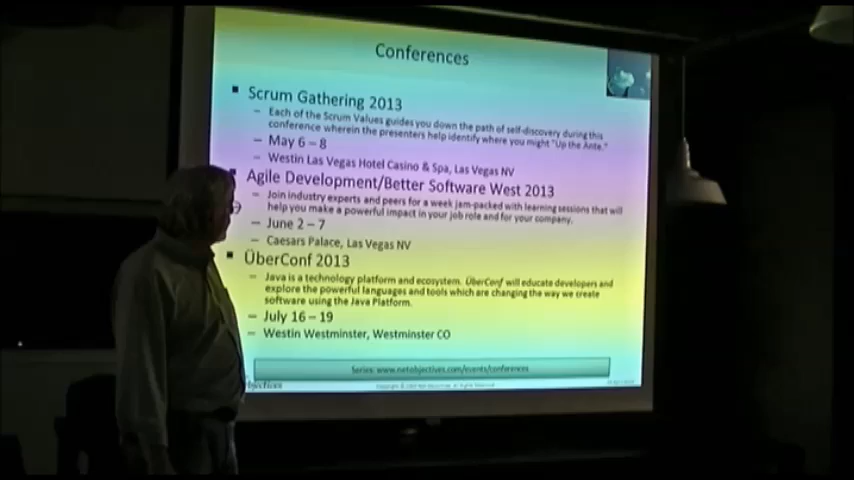 Conferences
▪ Scrum Gathering 2013
– Each of the Scrum Values guides you down the path of self-discovery during this
conference wherein the presenters help identify where you might "Up the Ante."
– May 6 – 8
– Westin Las Vegas Hotel Casino & Spa, Las Vegas NV
Agile Development/Better Software West 2013
– Join industry experts and peers for a week jam-packed with learning sessions that will
help you make a powerful impact in your job role and for your company.
– June 2 – 7
– Caesars Palace, Las Vegas NV
▪ ÜberConf 2013
– Java is a technology platform and ecosystem. ÜberConf will educate developers and
explore the powerful languages and tools which are changing the way we create
software using the Java Platform.
– July 16 – 19
– Westin Westminster, Westminster CO
Series: www.netobjectives.com/events/conferences